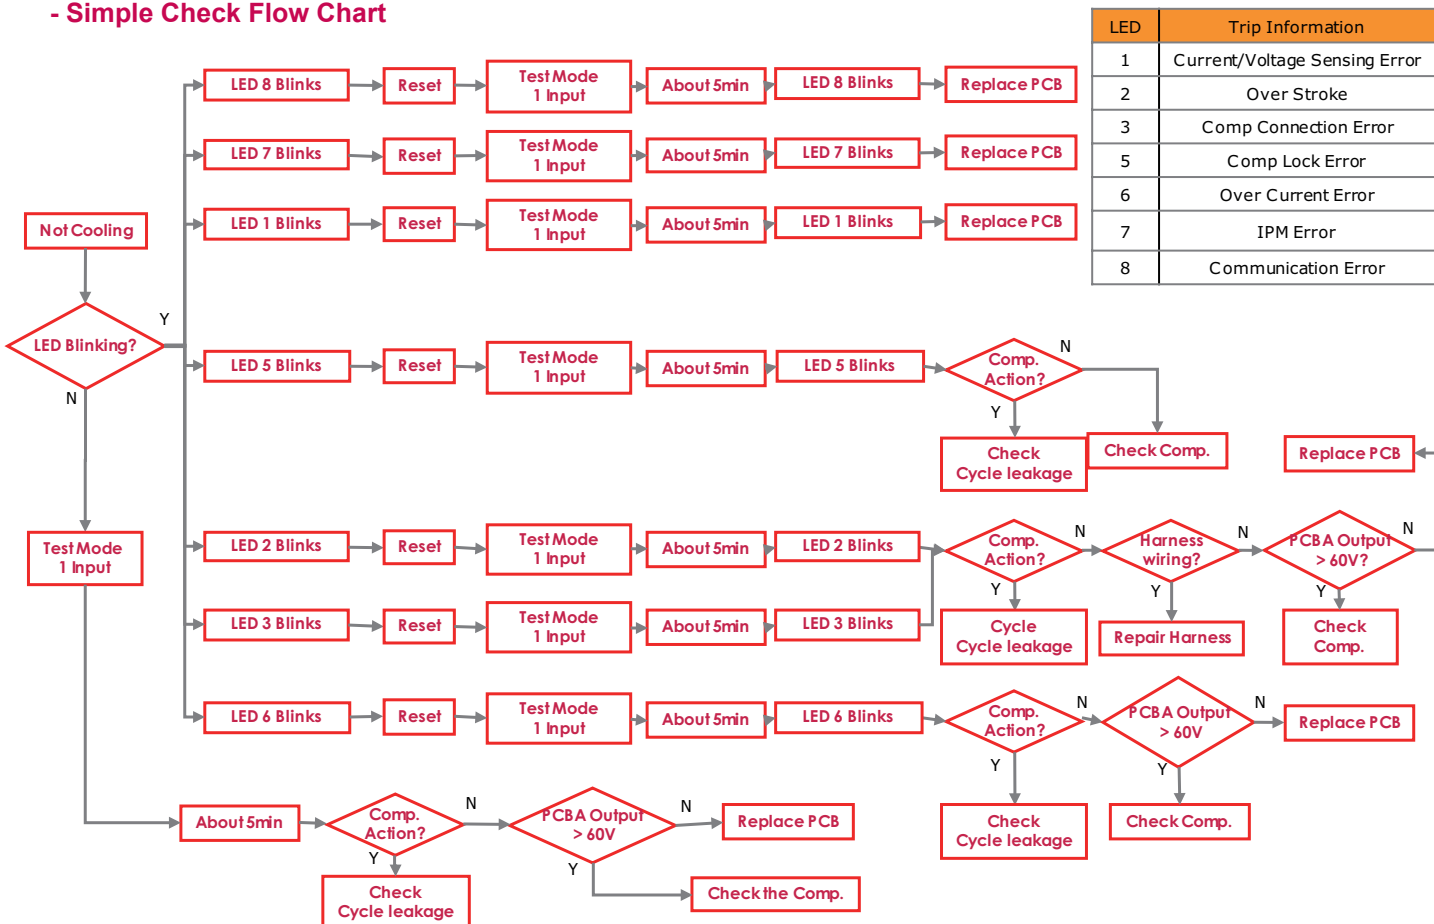 - Simple Check Flow Chart
LED Trip Information
1 Current/Voltage Sensing Error
2 Over Stroke
3 Comp Connection Error
5 Comp Lock Error
6 Over Current Error
7 IPM Error
8 Communication Error
LED 8 Blinks
Reset
Test Mode
1 Input
About 5min
LED 8 Blinks
Replace PCB
LED 7 Blinks
Reset
Test Mode
1 Input
About 5min
LED 7 Blinks
Replace PCB
LED 1 Blinks
Reset
Test Mode
1 Input
About 5min
LED 1 Blinks
Replace PCB
Not Cooling
LED Blinking?
Y
N
LED 5 Blinks
Reset
Test Mode
1 Input
About 5min
LED 5 Blinks
Comp.
Action?
N
Y
Check
Cycle leakage
Check Comp.
Replace PCB
Test Mode
1 Input
LED 2 Blinks
Reset
Test Mode
1 Input
About 5min
LED 2 Blinks
Comp.
Action?
N
Harness
wiring?
N
PCBA Output
> 60V?
N
Y
Y
Y
LED 3 Blinks
Reset
Test Mode
1 Input
About 5min
LED 3 Blinks
Cycle
Cycle leakage
Repair Harness
Check
Comp.
LED 6 Blinks
Reset
Test Mode
1 Input
About 5min
LED 6 Blinks
Comp.
Action?
N
PCBA Output
> 60V
N
Replace PCB
Y
Y
Check
Cycle leakage
Check Comp.
About 5min
Comp.
Action?
N
PCBA Output
> 60V
N
Replace PCB
Y
Y
Check
Cycle leakage
Check the Comp.